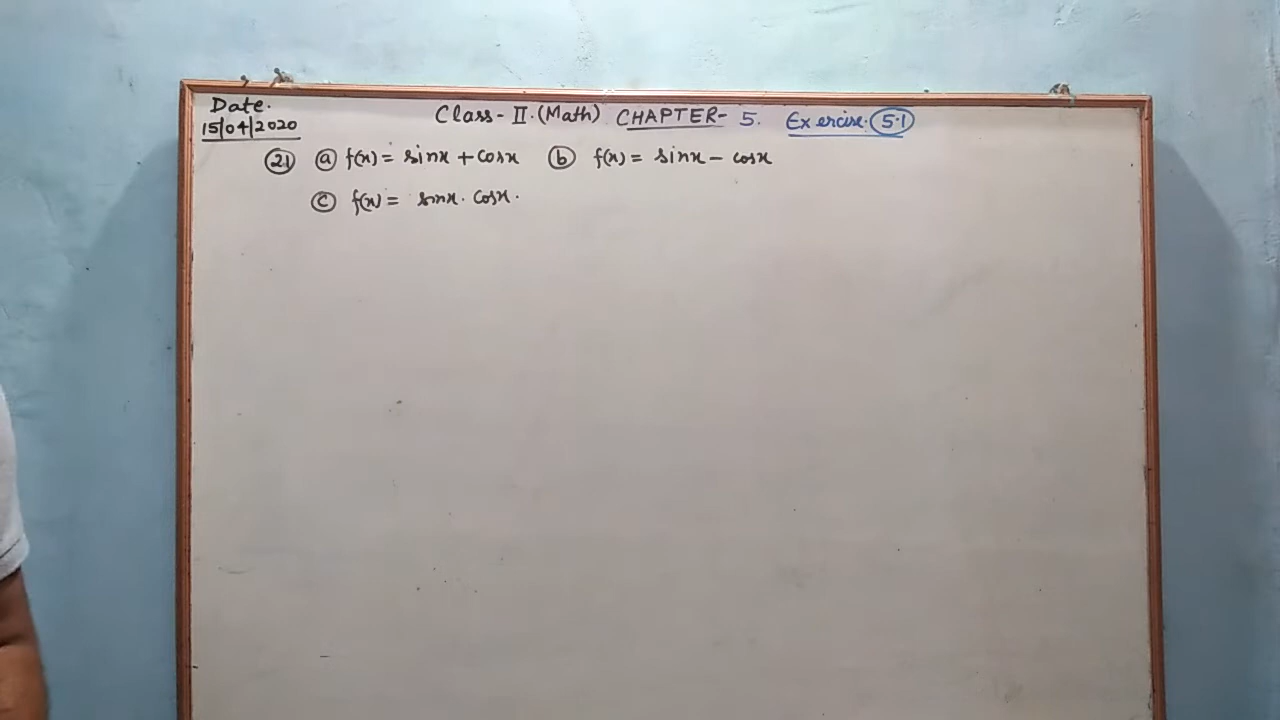 Date.
15/04/2020
Class - II. (Math) CHAPTER- 5. Exercise. 5.1
21 a f(x) = sinx + cosx b f(x) = sinx - cosx
c f(x) = sinx . cosx .